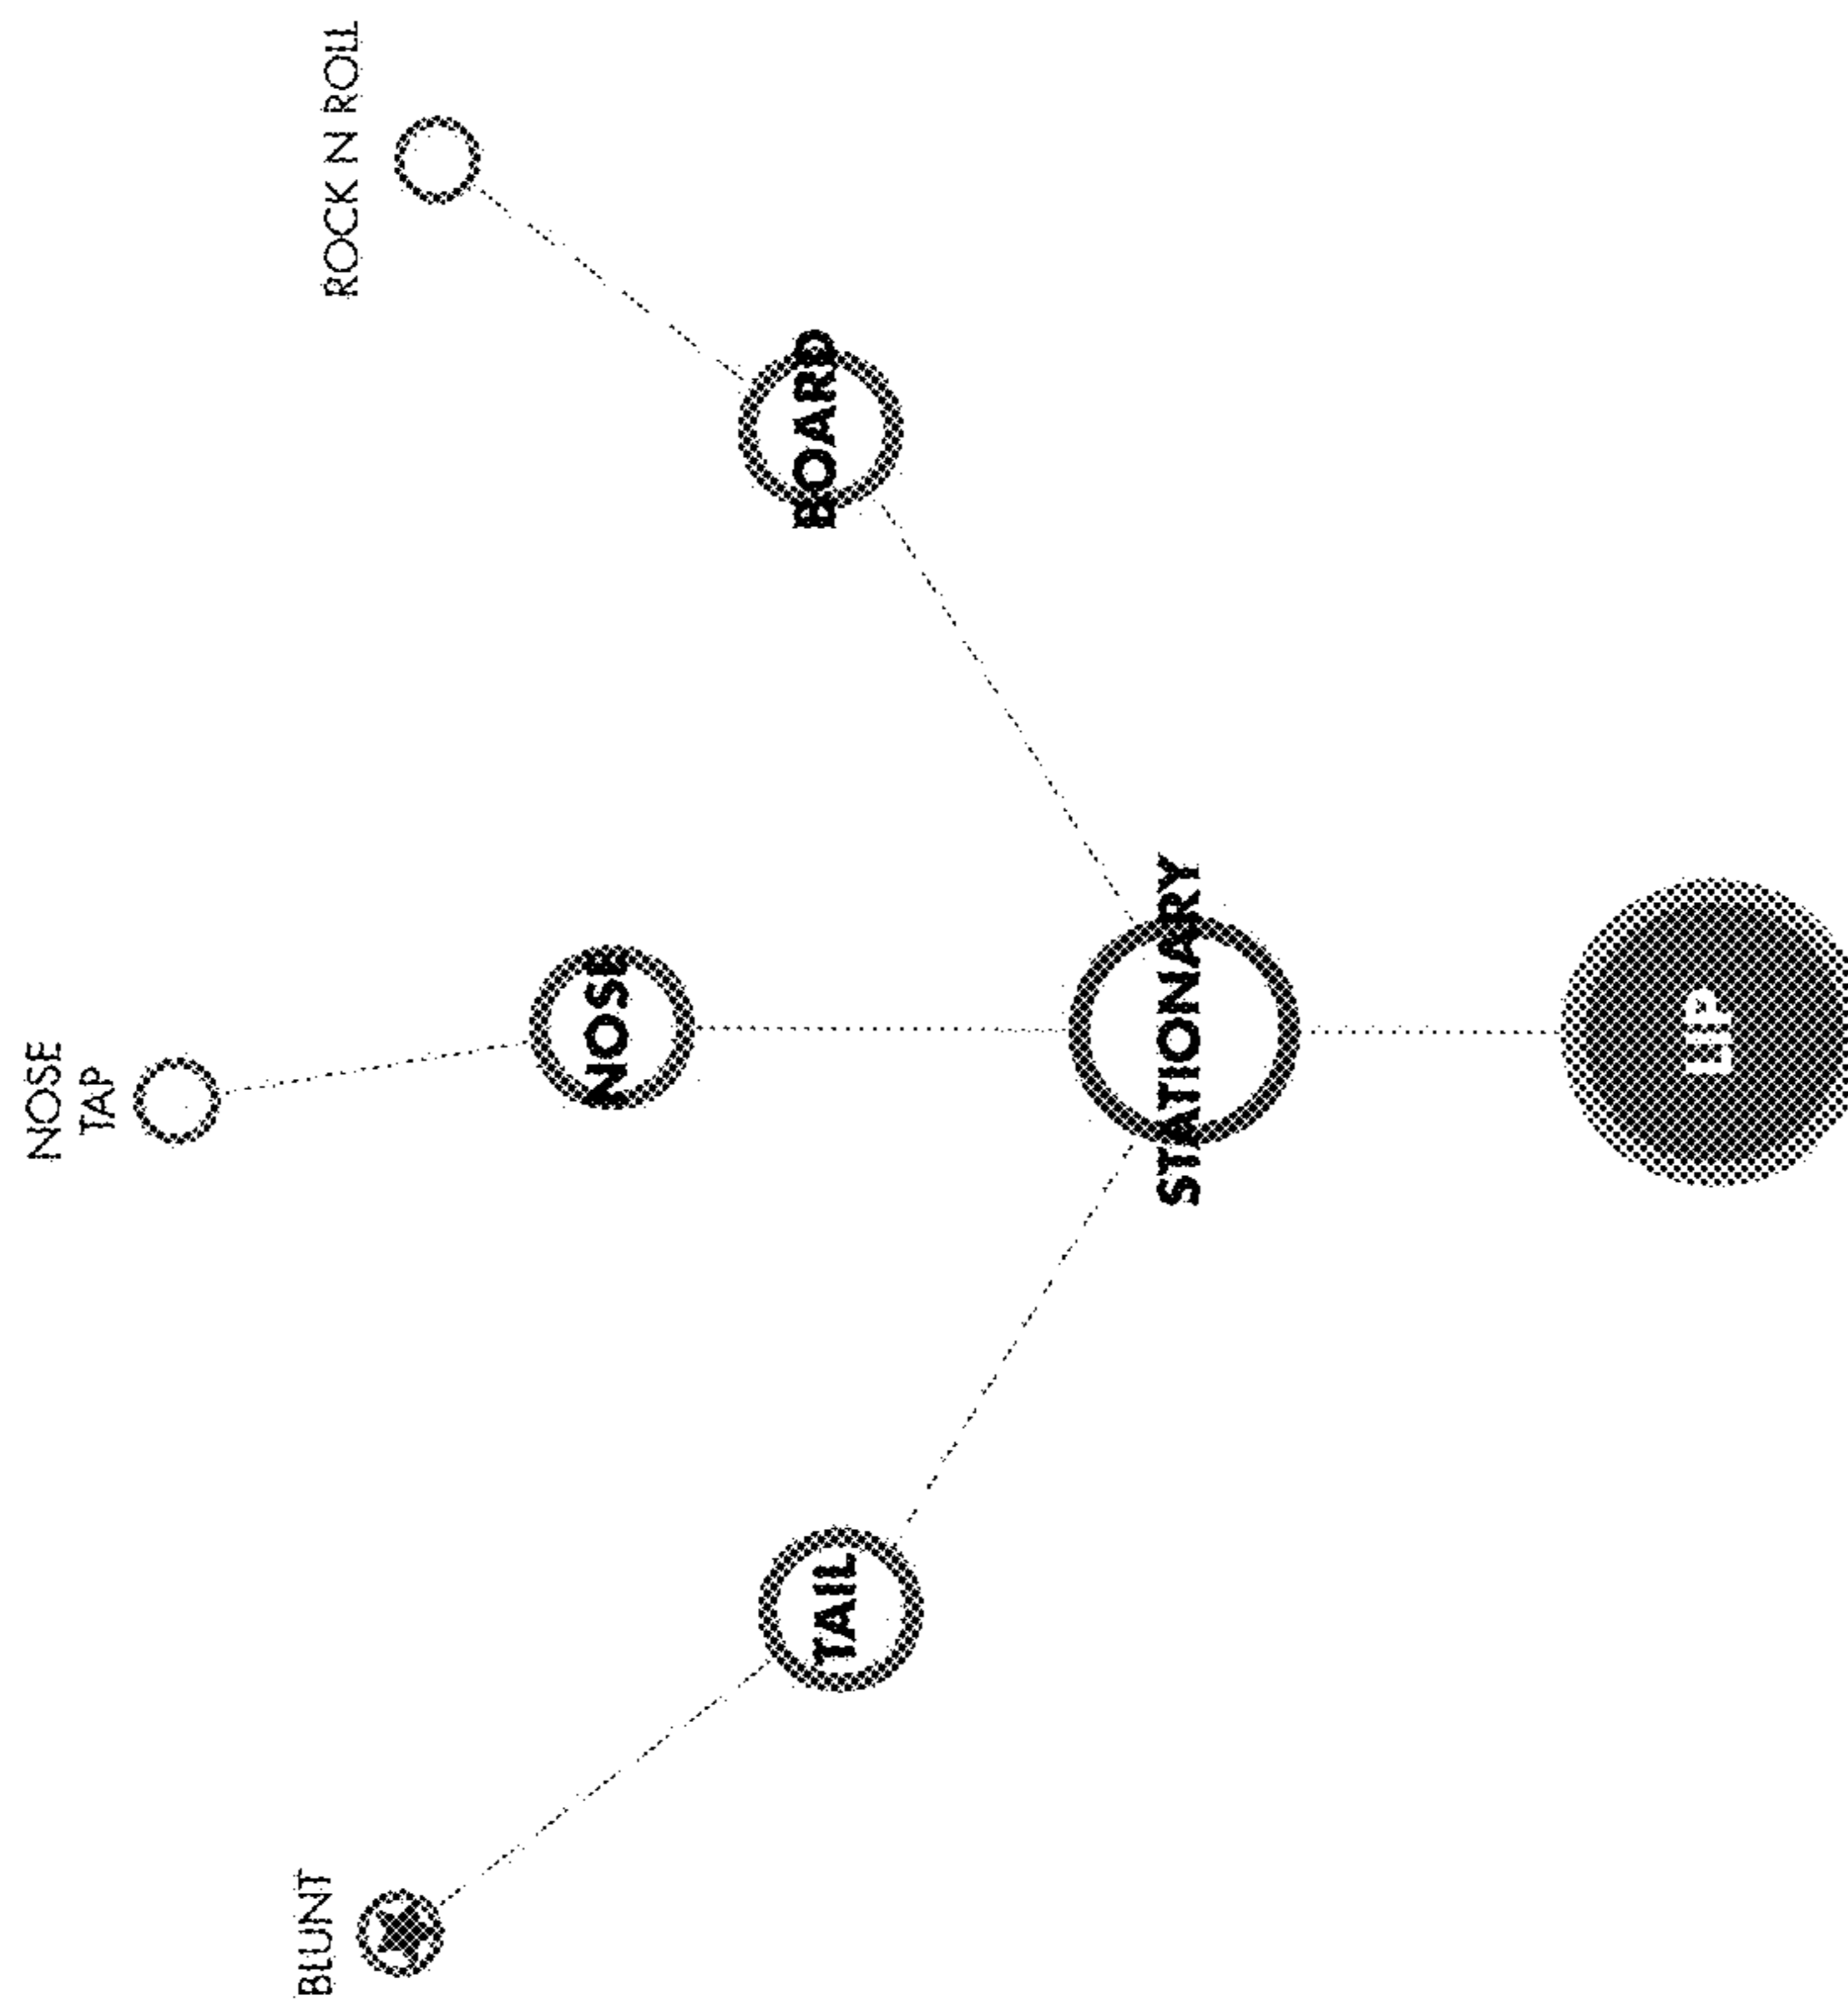 BLUNT
NOSE
TAP
ROCK N ROLL
TAIL
NOSE
BOARD
STATIONARY
LIP